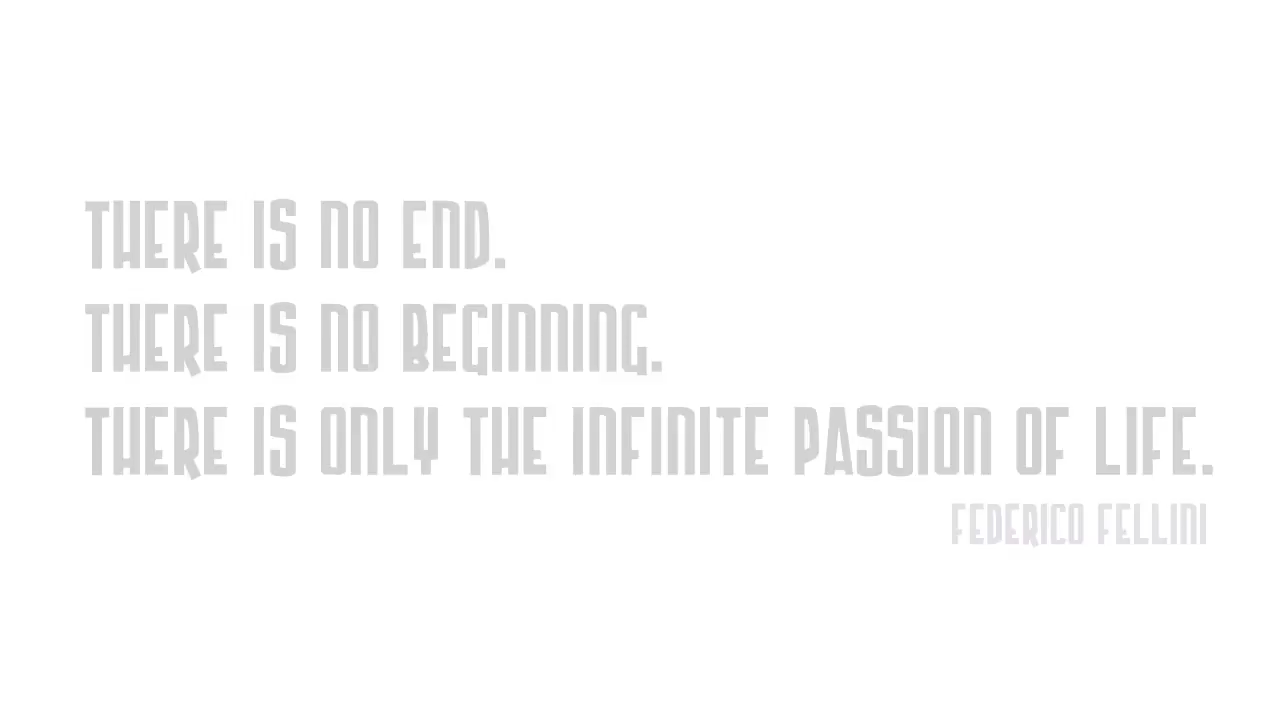 THERE IS NO END.
THERE IS NO BEGINNING.
THERE IS ONLY THE INFINITE PASSION OF LIFE.
FEDERICO FELLINI